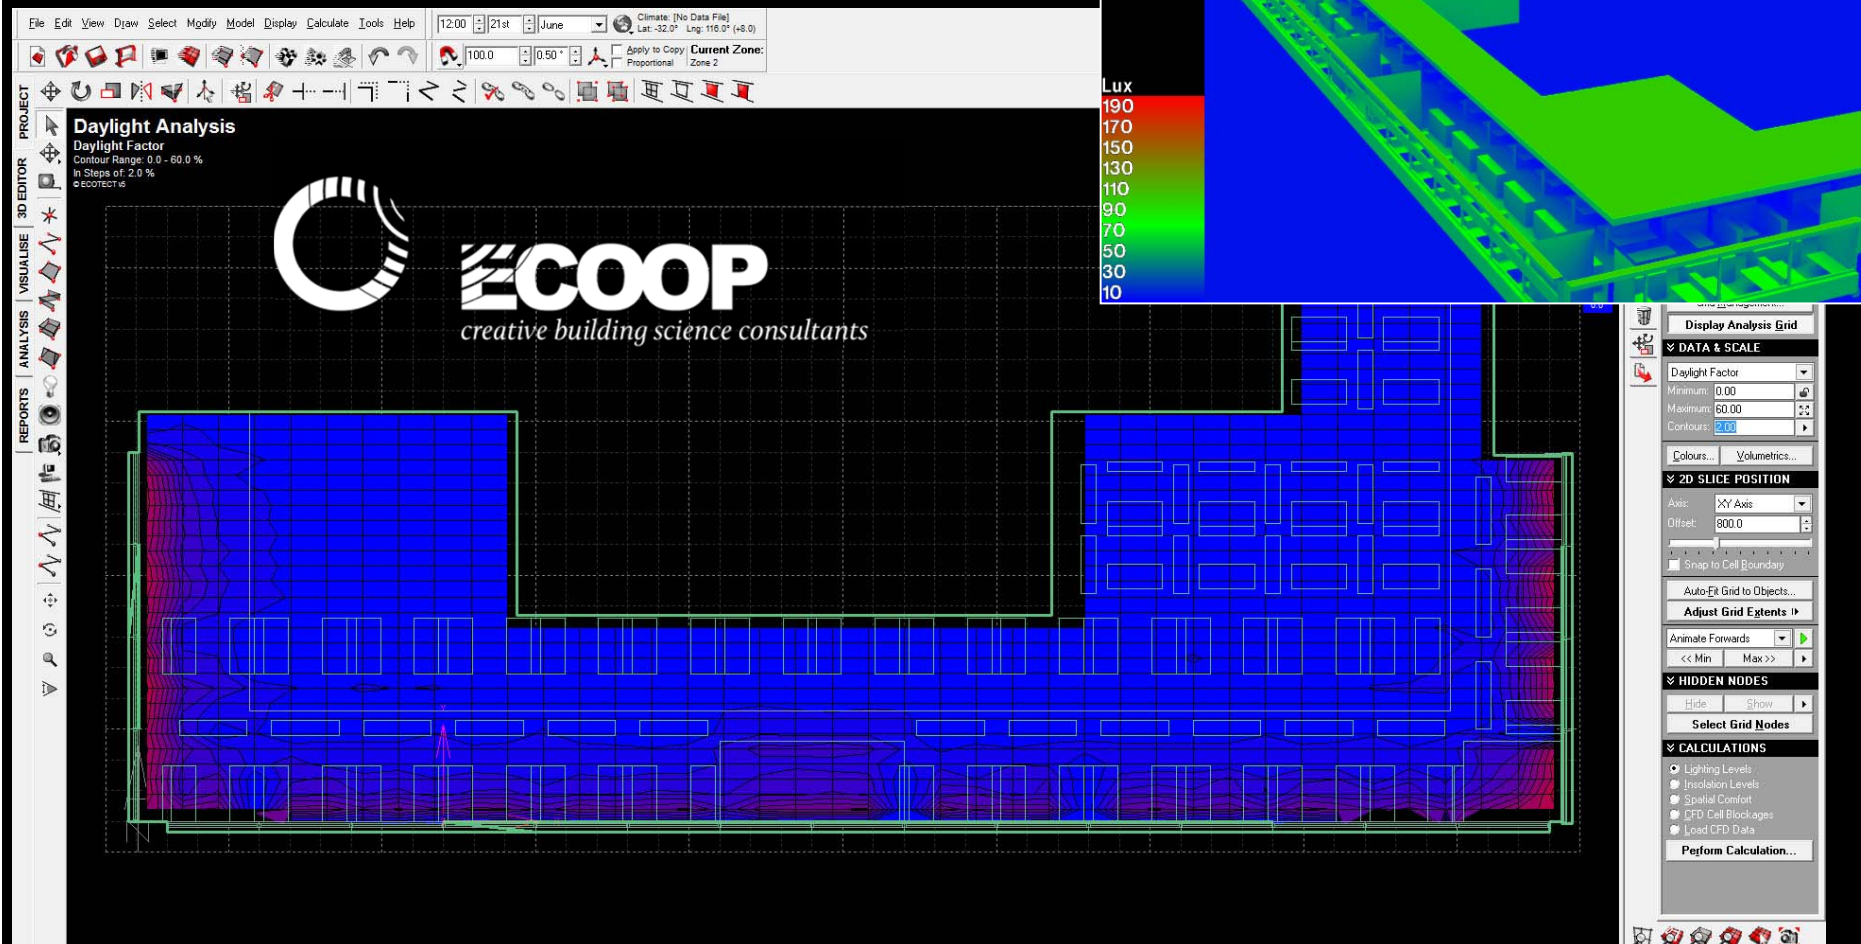 File Edit View Draw Select Modify Model Display Calculate Tools Help
12:00 21st June
Climate: [No Data File]
Lat: -32.0° Lng: 116.0° (+8.0)
100.0 0.50 °
Apply to Copy
Proportional
Current Zone:
Zone 2
PROJECT
3D EDITOR
VISUALISE
ANALYSIS
REPORTS
Daylight Analysis
Daylight Factor
Contour Range: 0.0 - 60.0 %
In Steps of: 2.0 %
© ECOTECT v5
ECOOP
creative building science consultants
Lux
190
170
150
130
110
90
70
50
30
10
0.0
Y
Display Analysis Grid
DATA & SCALE
Daylight Factor
Minimum: 0.00
Maximum: 60.00
Contours: 2.00
Colours... Volumetrics...
2D SLICE POSITION
Axis: XY Axis
Offset: 800.0
Snap to Cell Boundary
Auto-Fit Grid to Objects...
Adjust Grid Extents
Animate Forwards
<< Min Max >>
HIDDEN NODES
Hide Show
Select Grid Nodes
CALCULATIONS
Lighting Levels
Insolation Levels
Spatial Comfort
CFD Cell Blockages
Load CFD Data
Perform Calculation...